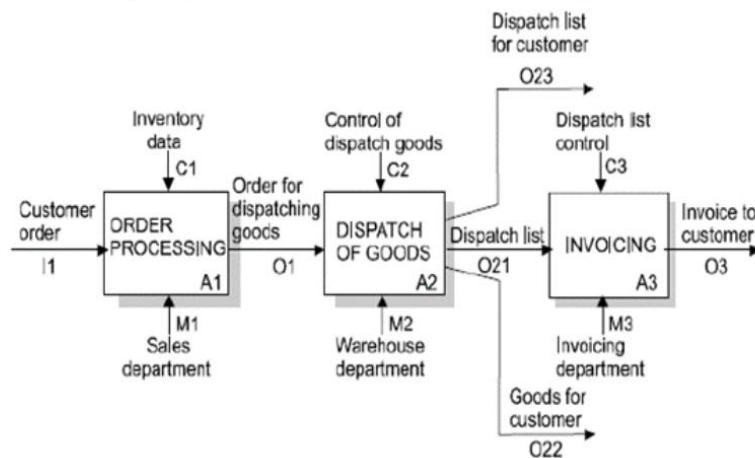 Dispatch list
for customer
O23
Inventory
data
C1
Control of
dispatch goods
C2
Dispatch list
control
C3
Customer
order
I1
ORDER
PROCESSING
A1
Order for
dispatching
goods
O1
DISPATCH
OF GOODS
A2
Dispatch list
O21
INVOICING
A3
Invoice to
customer
O3
M1
Sales
department
M2
Warehouse
department
M3
Invoicing
department
Goods for
customer
O22